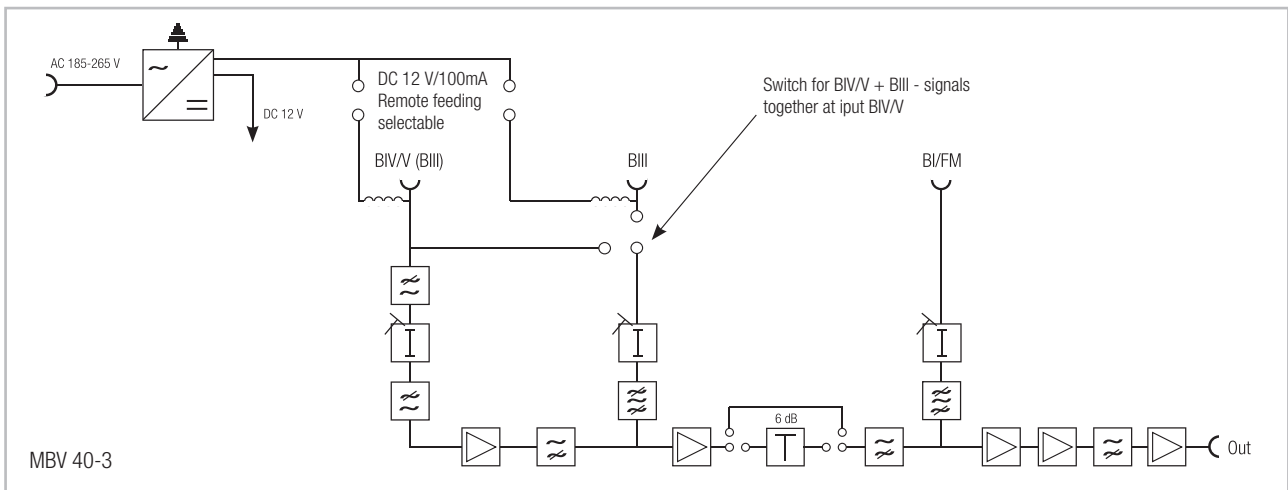 AC 185-265 V
DC 12 V
DC 12 V/100mA
Remote feeding
selectable
Switch for BIV/V + BIII - signals
together at iput BIV/V
BIV/V (BIII)
BIII
BI/FM
6 dB
Out
MBV 40-3